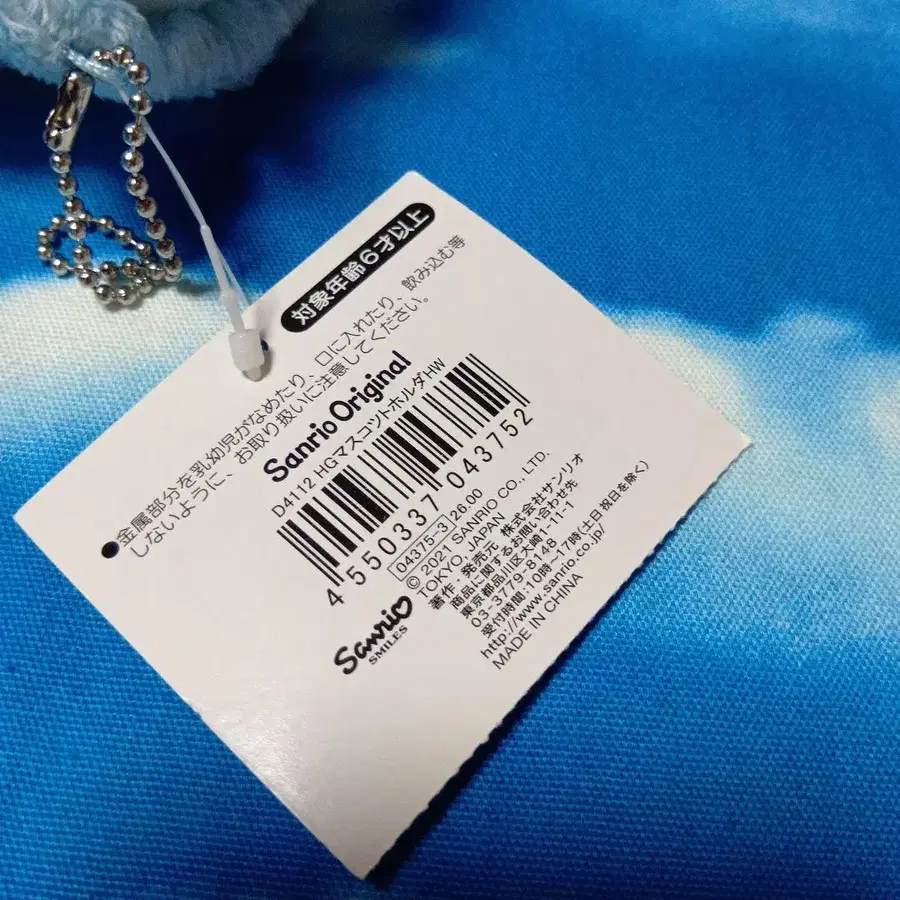 対象年齢6才以上
●金属部分を乳幼児がなめたり、口に入れたり、飲み込む等
しないように、お取り扱いに注意してください。
Sanrio Original
D4112 HGマスコットホルダHW
4 550337 043752
04375-3 26.00
© 2021 SANRIO CO., LTD.
TOKYO, JAPAN
著作・発売元 株式会社サンリオ
商品に関するお問い合わせ先
東京都品川区大崎1-11-1
03-3779-8148
受付時間:10時~17時(土日祝日を除く)
http://www.sanrio.co.jp/
MADE IN CHINA
Sanrio
SMILES